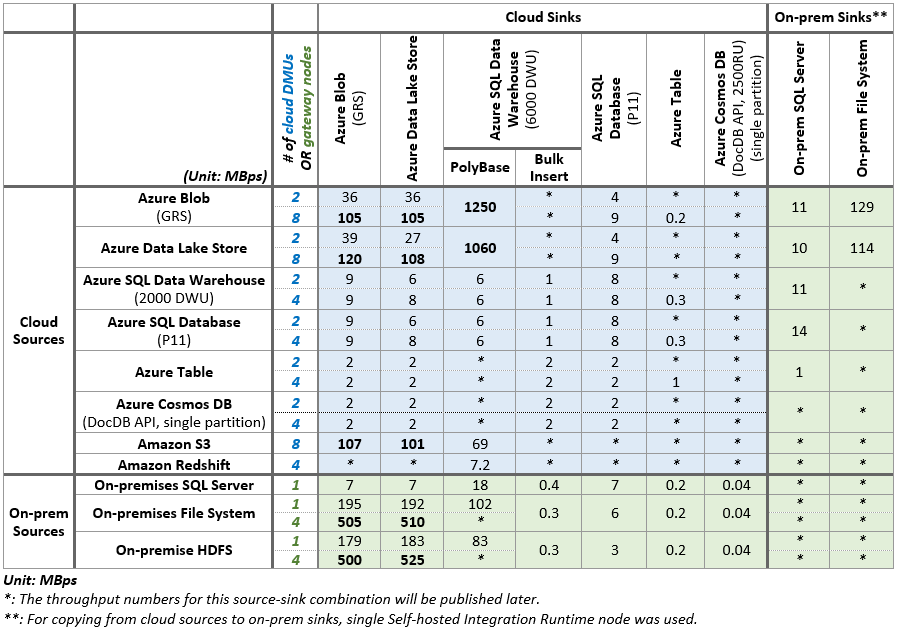 Cloud Sinks On-prem Sinks**
(Unit: MBps)
# of cloud DMUs
OR gateway nodes
Azure Blob
(GRS)
Azure Data Lake Store
Azure SQL Data
Warehouse
(6000 DWU)
PolyBase
Bulk
Insert
Azure SQL
Database
(P11)
Azure Table
Azure Cosmos DB
(DocDB API, 2500RU)
(single partition)
On-prem SQL Server
On-prem File System
Cloud
Sources
Azure Blob
(GRS)
2 36 36 1250 * 4 * * 11 129
8 105 105 * 9 0.2 *
Azure Data Lake Store
2 39 27 1060 * 4 * * 10 114
8 120 108 * 9 * *
Azure SQL Data Warehouse
(2000 DWU)
2 9 6 6 1 8 * * 11 *
4 9 8 6 1 8 0.3 *
Azure SQL Database
(P11)
2 9 6 6 1 8 * * 14 *
4 9 8 6 1 8 0.3 *
Azure Table
2 2 2 * 2 2 * * 1 *
4 2 2 * 2 2 1 *
Azure Cosmos DB
(DocDB API, single partition)
2 2 2 * 2 2 * * * *
4 2 2 * 2 2 * *
Amazon S3 8 107 101 69 * * * * * *
Amazon Redshift 4 * * 7.2 * * * * * *
On-prem
Sources
On-premises SQL Server 1 7 7 18 0.4 7 0.2 0.04 * *
On-premises File System
1 195 192 102 0.3 6 0.2 0.04 * *
4 505 510 * * *
On-premise HDFS
1 179 183 83 0.3 3 0.2 0.04 * *
4 500 525 * * *
Unit: MBps
*: The throughput numbers for this source-sink combination will be published later.
**: For copying from cloud sources to on-prem sinks, single Self-hosted Integration Runtime node was used.